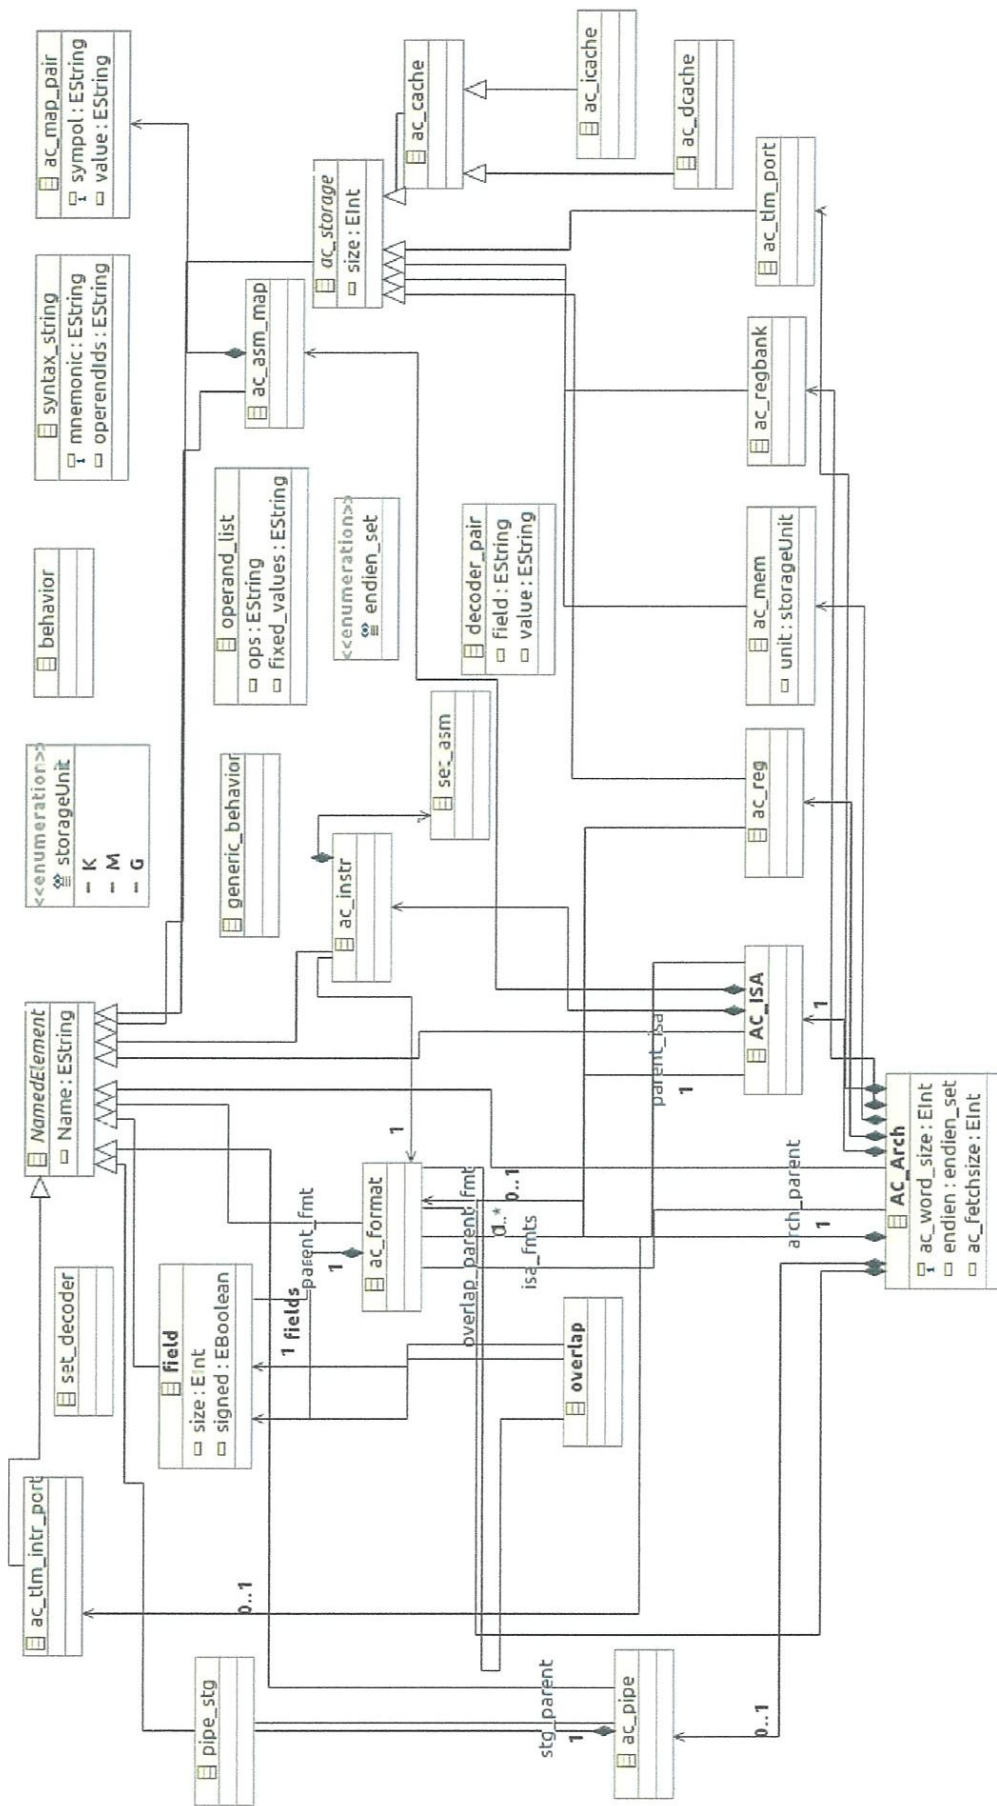 ac_tlm_intr_port
set_decoder
NamedElement
Name : EString
<<enumeration>>
storageUnit
K
M
G
behavior
syntax_string
mnemonic : EString
operendIds : EString
ac_map_pair
sympol : EString
value : EString
pipe_stg
field
size : EInt
signed : EBoolean
generic_behavior
operand_list
ops : EString
fixed_values : EString
ac_asm_map
0..1
1 fields
parent_fmt
1
ac_format
1
ac_instr
<<enumeration>>
endien_set
ac_storage
size : EInt
ac_cache
set_asm
decoder_pair
field : EString
value : EString
ac_icache
ac_dcache
overlap_parent_fmt
0..1
0..*
isa_fmts
overlap
stg_parent
1
ac_pipe
parent_isa
1
AC_ISA
ac_reg
ac_mem
unit : storageUnit
ac_regbank
ac_tlm_port
0..1
arch_parent
1
1
AC_Arch
ac_word_size : EInt
endien : endien_set
ac_fetchsize : EInt